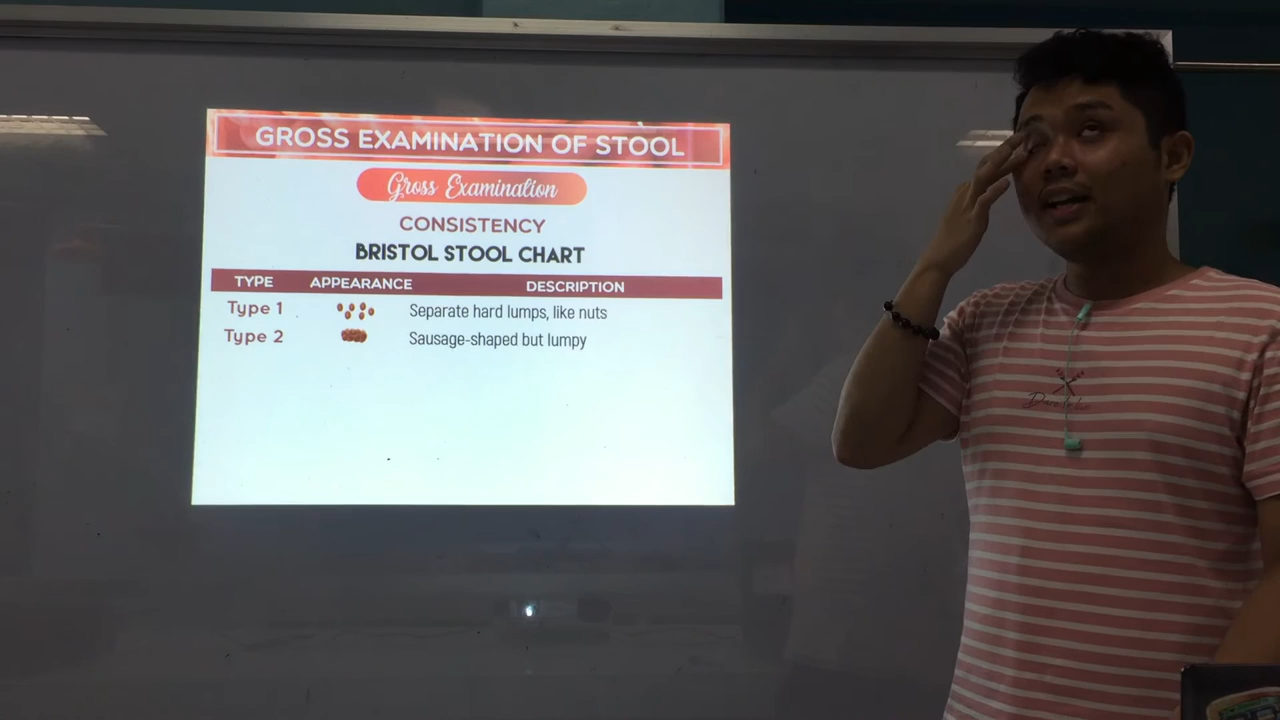 GROSS EXAMINATION OF STOOL
Gross Examination
CONSISTENCY
BRISTOL STOOL CHART
TYPE APPEARANCE DESCRIPTION
Type 1 Separate hard lumps, like nuts
Type 2 Sausage-shaped but lumpy